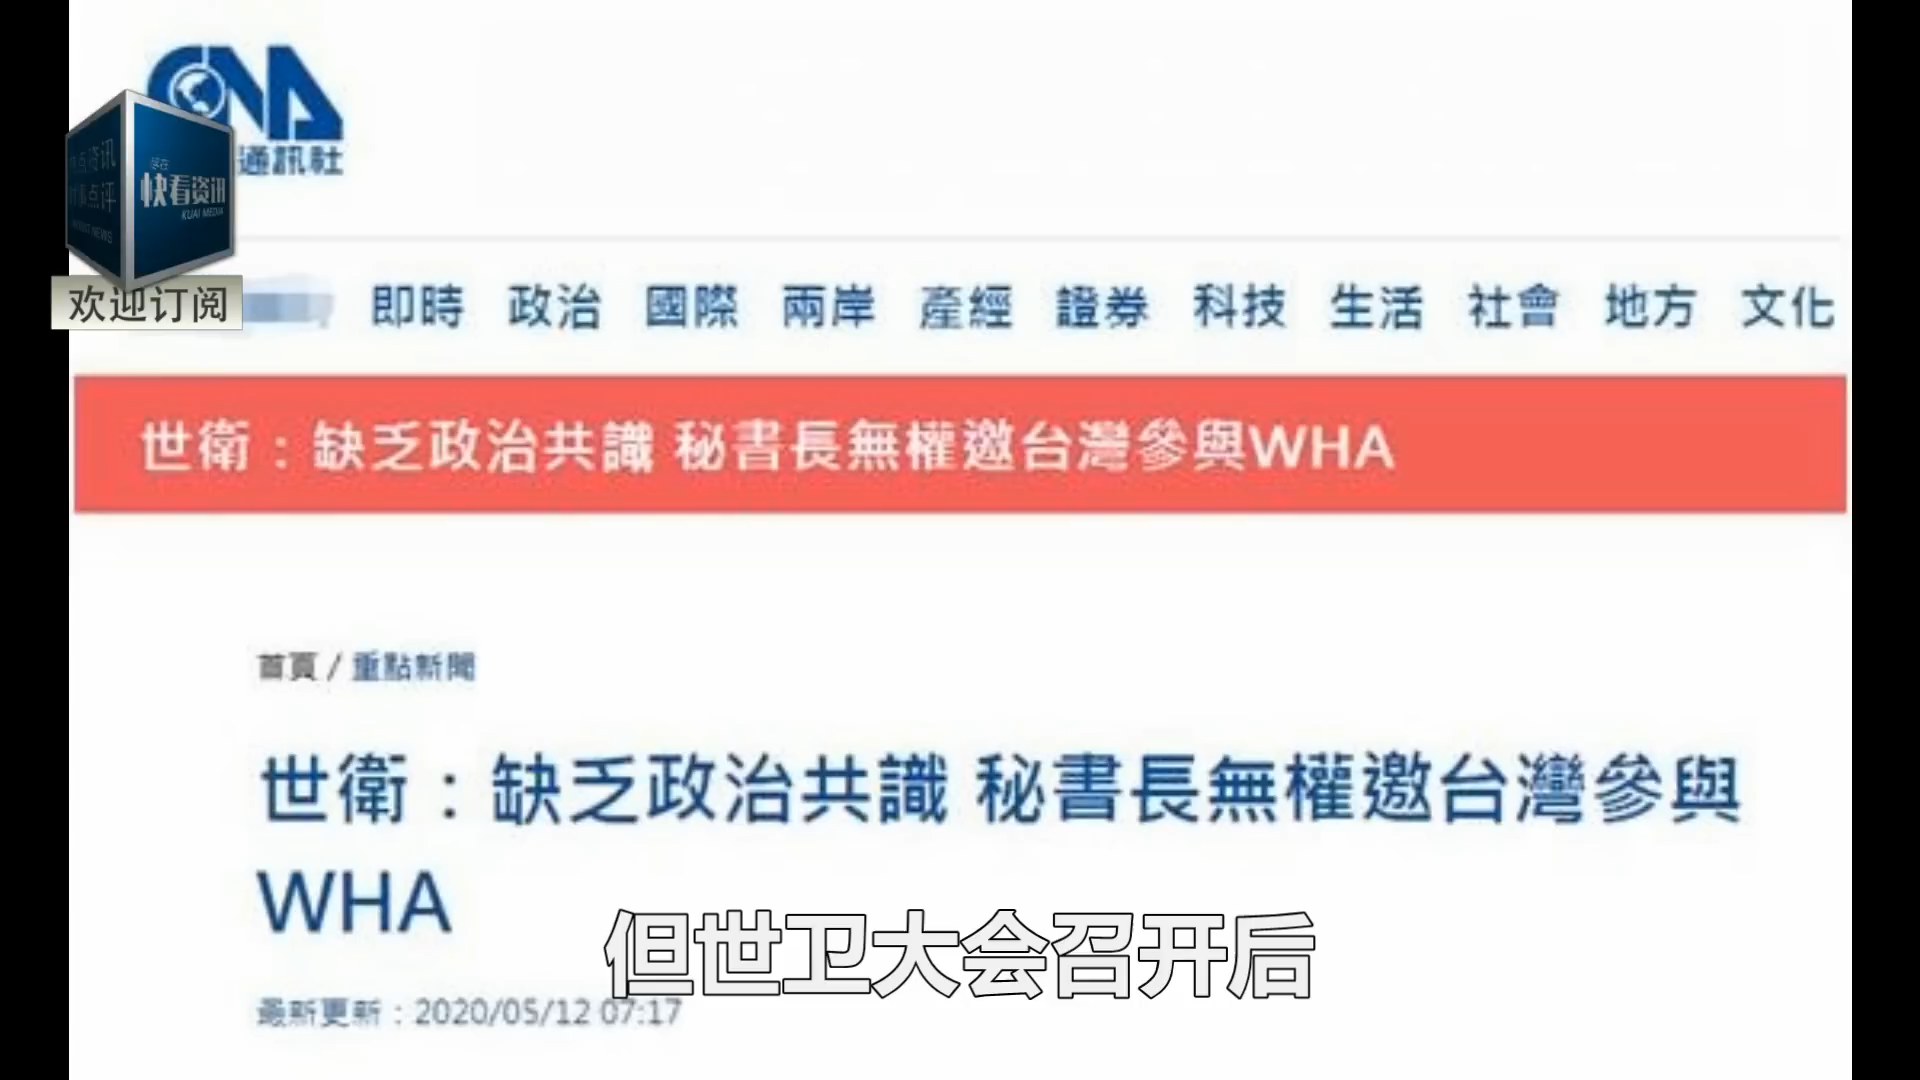 CNA
通訊社
尽在
快看资讯
KUAI MEDIA
欢迎订阅
即時 政治 國際 兩岸 產經 證券 科技 生活 社會 地方 文化
世衛：缺乏政治共識 秘書長無權邀台灣參與WHA
首頁 / 重點新聞
世衛：缺乏政治共識 秘書長無權邀台灣參與
WHA
但世卫大会召开后
最新更新：2020/05/12 07:17